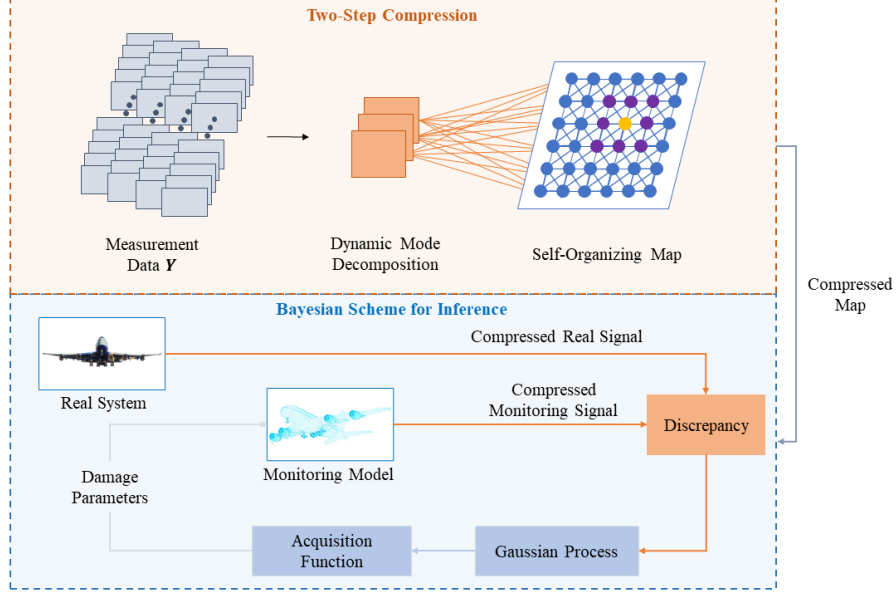 Two-Step Compression
Measurement
Data Y
Dynamic Mode
Decomposition
Self-Organizing Map
Compressed
Map
Bayesian Scheme for Inference
Compressed Real Signal
Real System
Compressed
Monitoring Signal
Discrepancy
Monitoring Model
Damage
Parameters
Acquisition
Function
Gaussian Process